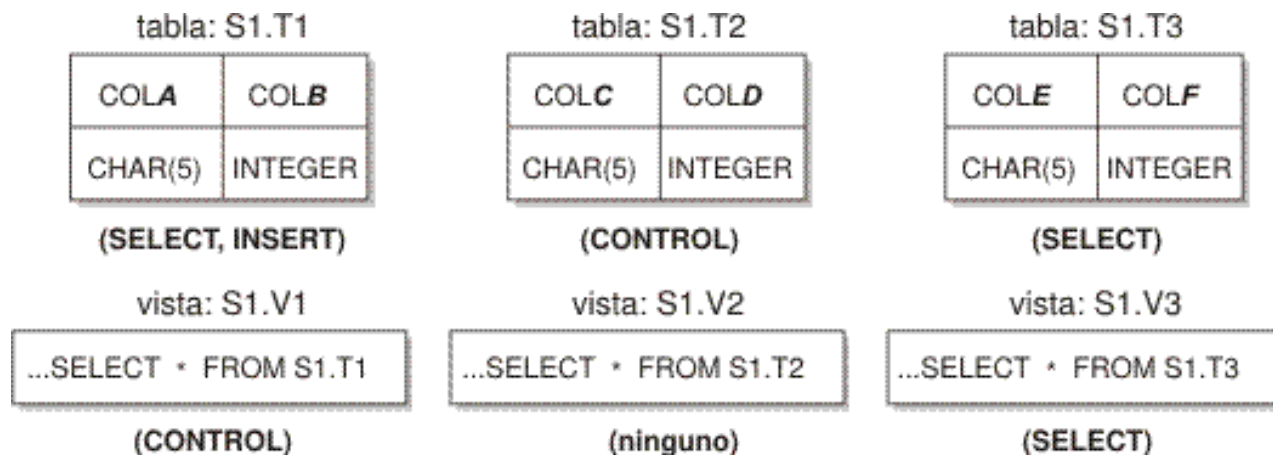 tabla: S1.T1 tabla: S1.T2 tabla: S1.T3
COLA COLB COLC COLD COLE COLF
CHAR(5) INTEGER CHAR(5) INTEGER CHAR(5) INTEGER
(SELECT, INSERT) (CONTROL) (SELECT)
vista: S1.V1 vista: S1.V2 vista: S1.V3
...SELECT * FROM S1.T1 ...SELECT * FROM S1.T2 ...SELECT * FROM S1.T3
(CONTROL) (ninguno) (SELECT)